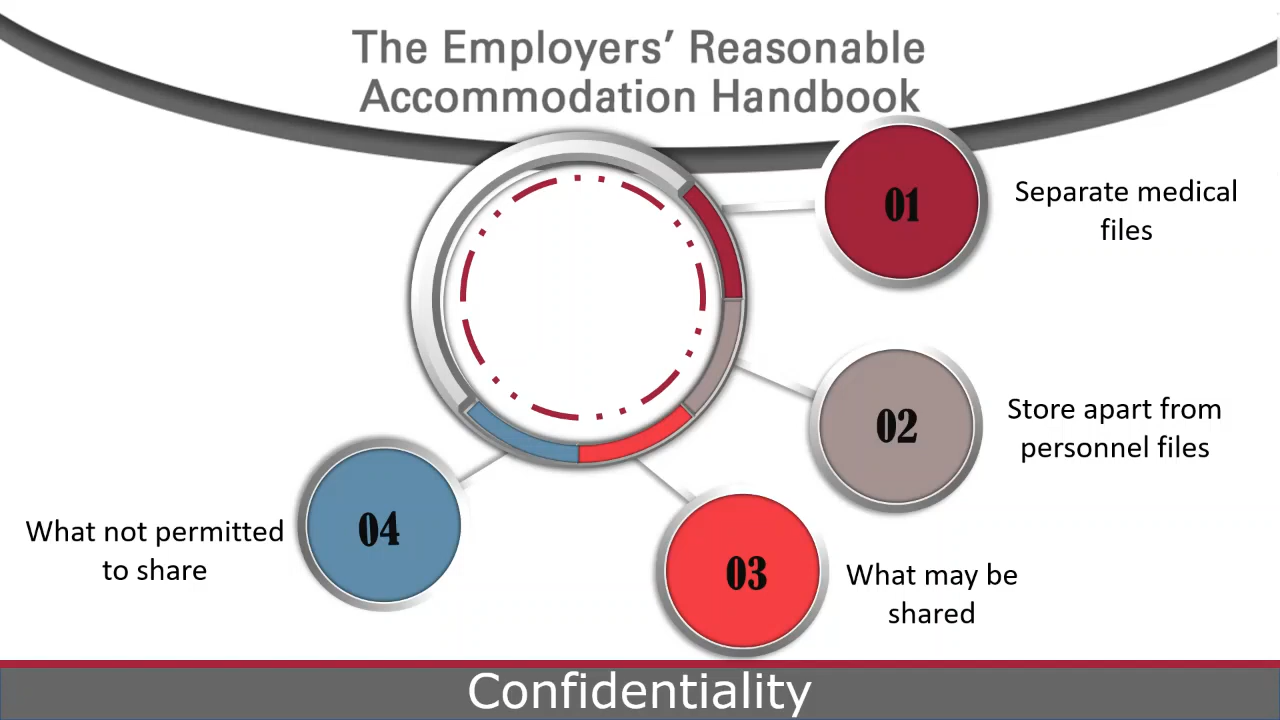 The Employers’ Reasonable
Accommodation Handbook
01
Separate medical
files
02
Store apart from
personnel files
03
What may be
shared
04
What not permitted
to share
Confidentiality